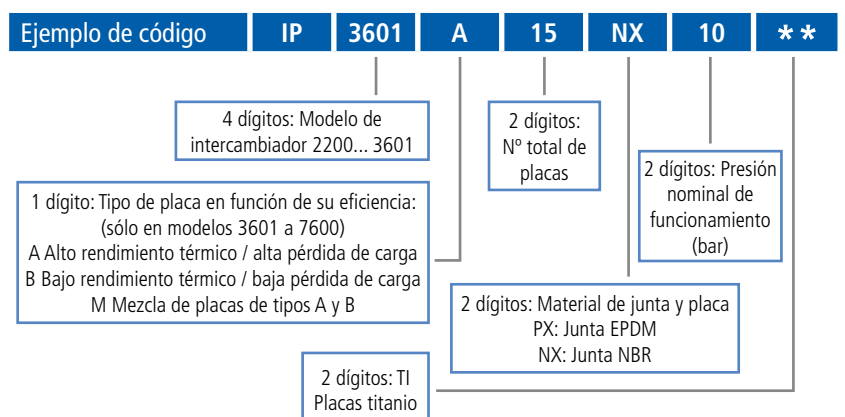 Ejemplo de código IP 3601 A 15 NX 10 **
4 dígitos: Modelo de
intercambiador 2200... 3601
2 dígitos:
Nº total de
placas
2 dígitos: Presión
nominal de
funcionamiento
(bar)
1 dígito: Tipo de placa en función de su eficiencia:
(sólo en modelos 3601 a 7600)
A Alto rendimiento térmico / alta pérdida de carga
B Bajo rendimiento térmico / baja pérdida de carga
M Mezcla de placas de tipos A y B
2 dígitos: Material de junta y placa
PX: Junta EPDM
NX: Junta NBR
2 dígitos: TI
Placas titanio